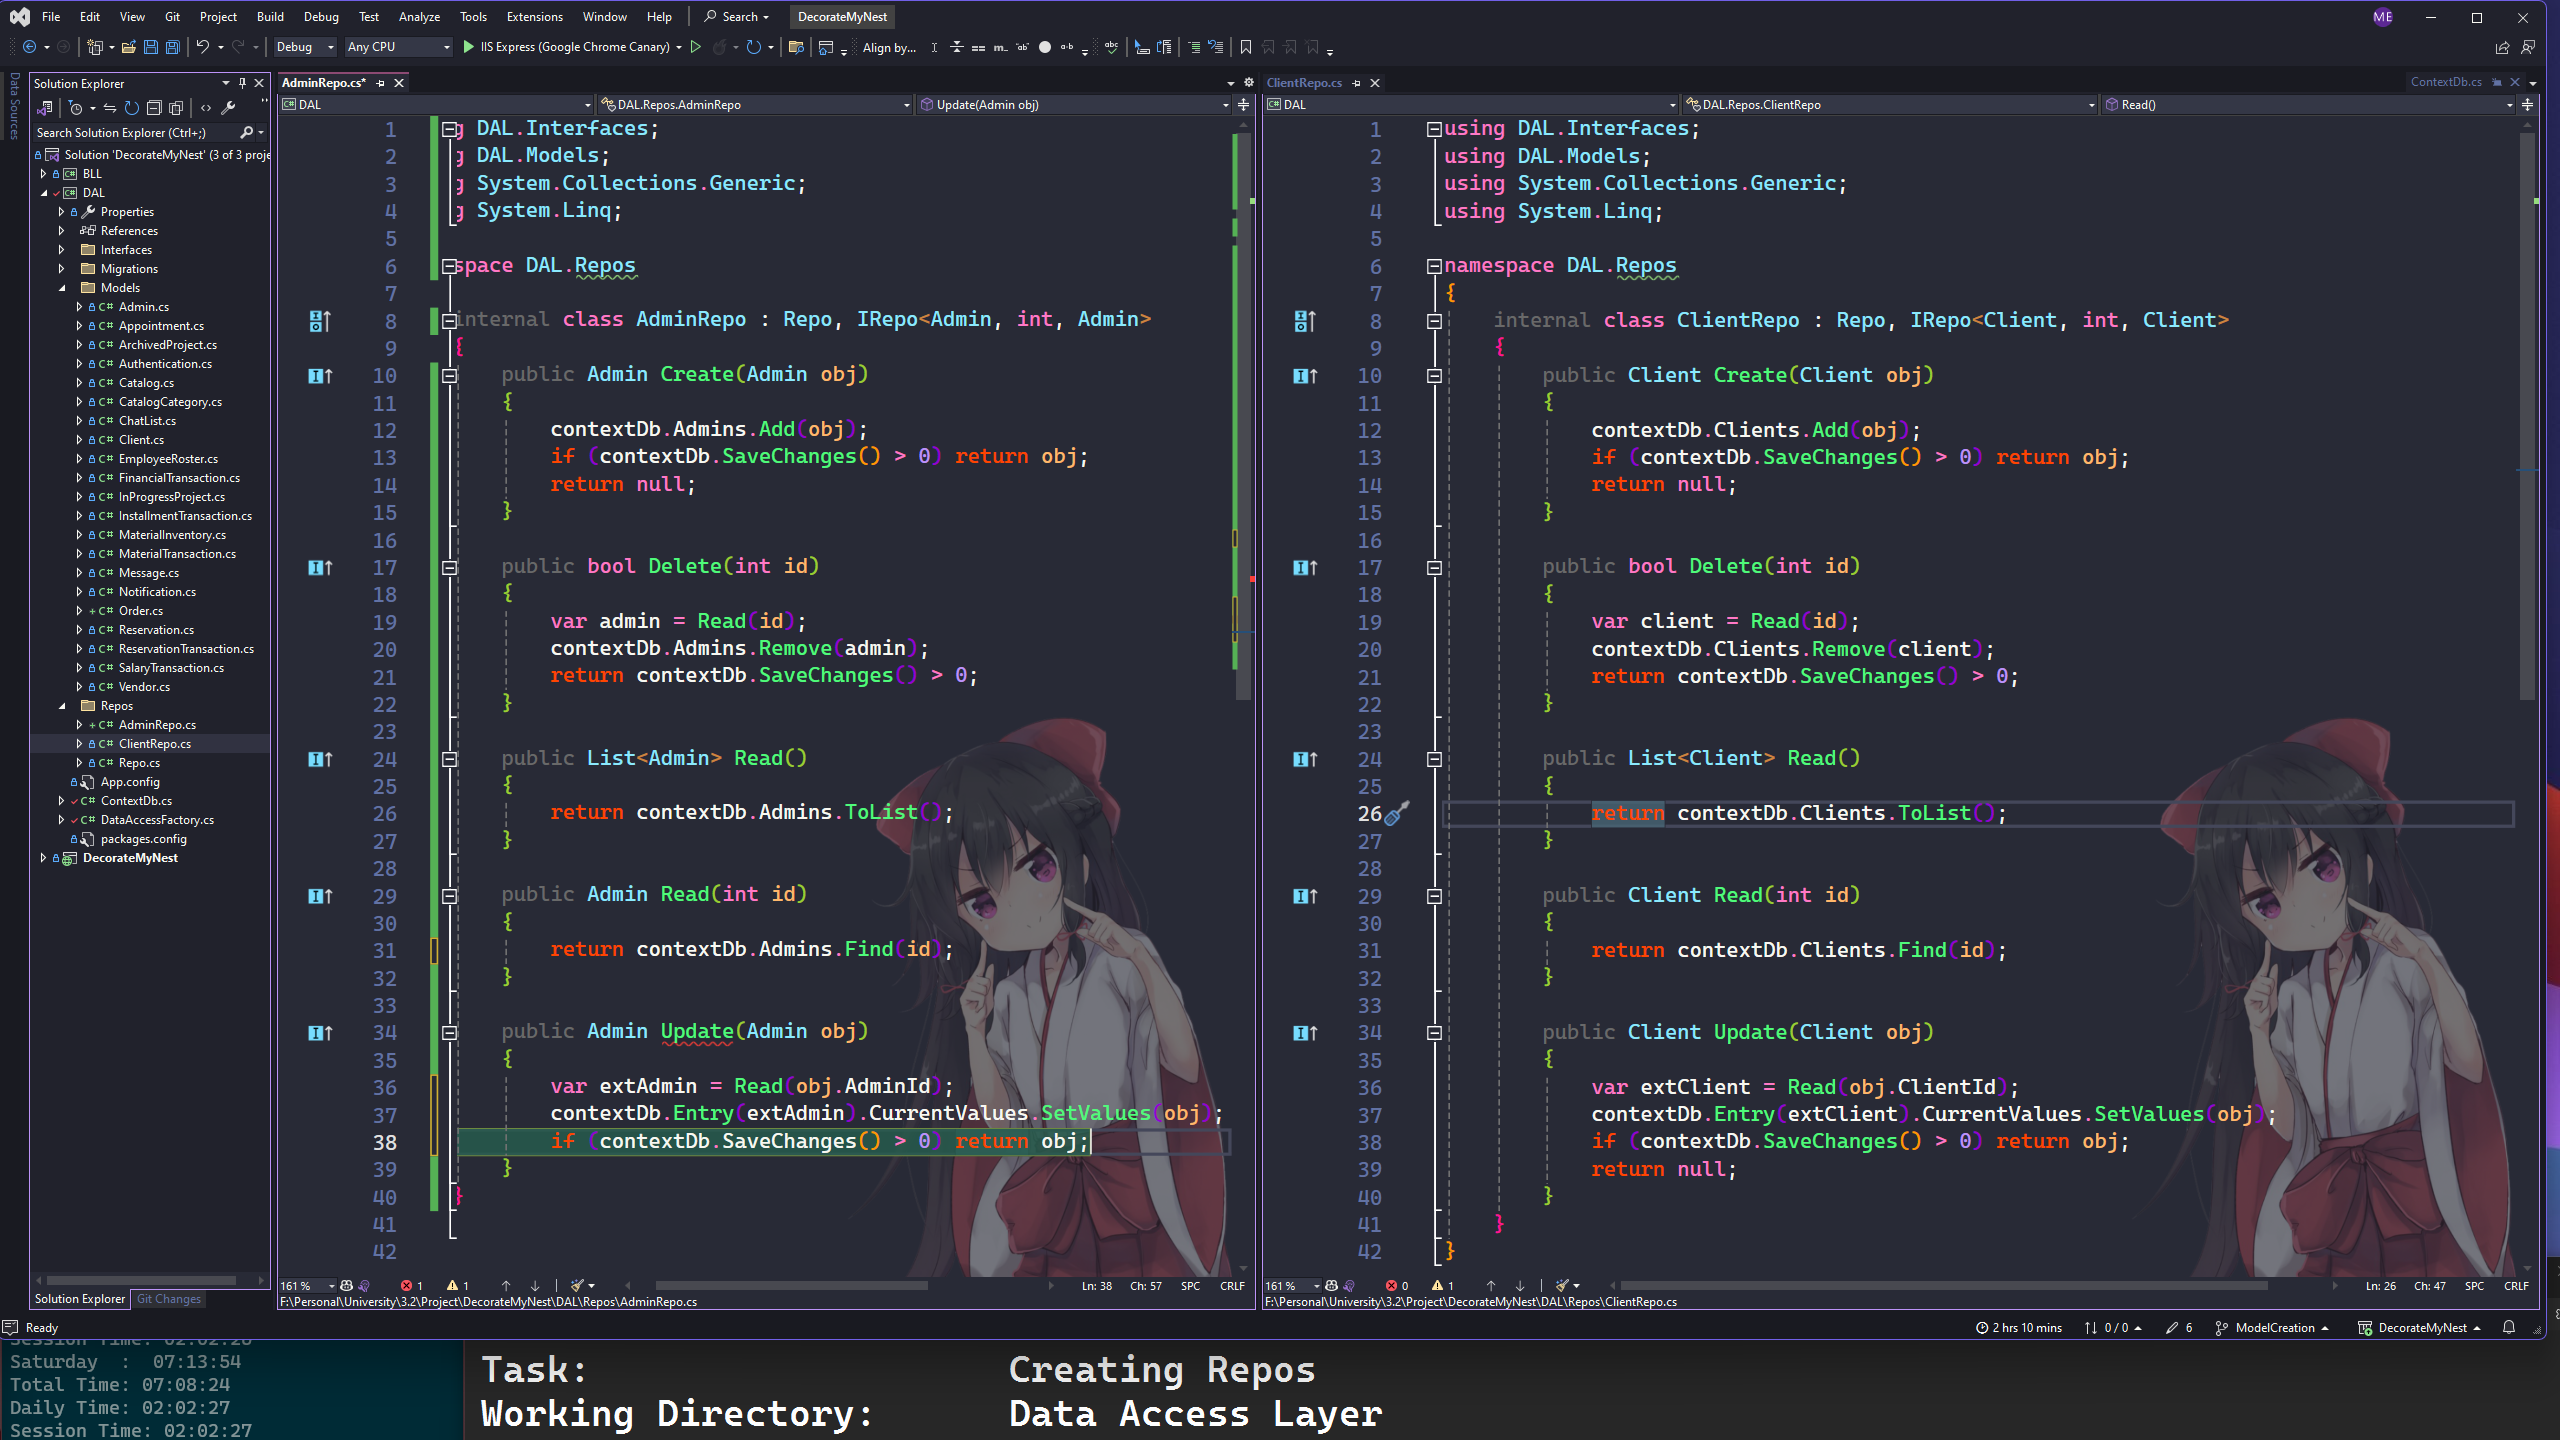 File Edit View Git Project Build Debug Test Analyze Tools Extensions Window Help Search DecorateMyNest ME
Debug Any CPU IIS Express (Google Chrome Canary) Align by...
Data Sources
Solution Explorer
Search Solution Explorer (Ctrl+;)
Solution 'DecorateMyNest' (3 of 3 proje
BLL
DAL
Properties
References
Interfaces
Migrations
Models
C# Admin.cs
C# Appointment.cs
C# ArchivedProject.cs
C# Authentication.cs
C# Catalog.cs
C# CatalogCategory.cs
C# ChatList.cs
C# Client.cs
C# EmployeeRoster.cs
C# FinancialTransaction.cs
C# InProgressProject.cs
C# InstallmentTransaction.cs
C# MaterialInventory.cs
C# MaterialTransaction.cs
C# Message.cs
C# Notification.cs
+ C# Order.cs
C# Reservation.cs
C# ReservationTransaction.cs
C# SalaryTransaction.cs
C# Vendor.cs
Repos
+ C# AdminRepo.cs
C# ClientRepo.cs
C# Repo.cs
App.config
C# ContextDb.cs
C# DataAccessFactory.cs
packages.config
DecorateMyNest
Solution Explorer Git Changes
AdminRepo.cs*
DAL DAL.Repos.AdminRepo Update(Admin obj)
1 g DAL.Interfaces;
2 g DAL.Models;
3 g System.Collections.Generic;
4 g System.Linq;
5
6 space DAL.Repos
7
8 internal class AdminRepo : Repo, IRepo<Admin, int, Admin>
9 {
10 public Admin Create(Admin obj)
11 {
12 contextDb.Admins.Add(obj);
13 if (contextDb.SaveChanges() > 0) return obj;
14 return null;
15 }
16
17 public bool Delete(int id)
18 {
19 var admin = Read(id);
20 contextDb.Admins.Remove(admin);
21 return contextDb.SaveChanges() > 0;
22 }
23
24 public List<Admin> Read()
25 {
26 return contextDb.Admins.ToList();
27 }
28
29 public Admin Read(int id)
30 {
31 return contextDb.Admins.Find(id);
32 }
33
34 public Admin Update(Admin obj)
35 {
36 var extAdmin = Read(obj.AdminId);
37 contextDb.Entry(extAdmin).CurrentValues.SetValues(obj);
38 if (contextDb.SaveChanges() > 0) return obj;
39 }
40 }
41
42
161 % 1 1 Ln: 38 Ch: 57 SPC CRLF
F:\Personal\University\3.2\Project\DecorateMyNest\DAL\Repos\AdminRepo.cs
ClientRepo.cs ContextDb.cs
DAL DAL.Repos.ClientRepo Read()
1 using DAL.Interfaces;
2 using DAL.Models;
3 using System.Collections.Generic;
4 using System.Linq;
5
6 namespace DAL.Repos
7 {
8 internal class ClientRepo : Repo, IRepo<Client, int, Client>
9 {
10 public Client Create(Client obj)
11 {
12 contextDb.Clients.Add(obj);
13 if (contextDb.SaveChanges() > 0) return obj;
14 return null;
15 }
16
17 public bool Delete(int id)
18 {
19 var client = Read(id);
20 contextDb.Clients.Remove(client);
21 return contextDb.SaveChanges() > 0;
22 }
23
24 public List<Client> Read()
25 {
26 return contextDb.Clients.ToList();
27 }
28
29 public Client Read(int id)
30 {
31 return contextDb.Clients.Find(id);
32 }
33
34 public Client Update(Client obj)
35 {
36 var extClient = Read(obj.ClientId);
37 contextDb.Entry(extClient).CurrentValues.SetValues(obj);
38 if (contextDb.SaveChanges() > 0) return obj;
39 return null;
40 }
41 }
42 }
161 % 0 1 Ln: 26 Ch: 47 SPC CRLF
F:\Personal\University\3.2\Project\DecorateMyNest\DAL\Repos\ClientRepo.cs
Ready 2 hrs 10 mins 0 / 0 6 ModelCreation DecorateMyNest
Session Time: 02:02:26
Saturday : 07:13:54
Total Time: 07:08:24
Daily Time: 02:02:27
Session Time: 02:02:27
Task: Creating Repos
Working Directory: Data Access Layer